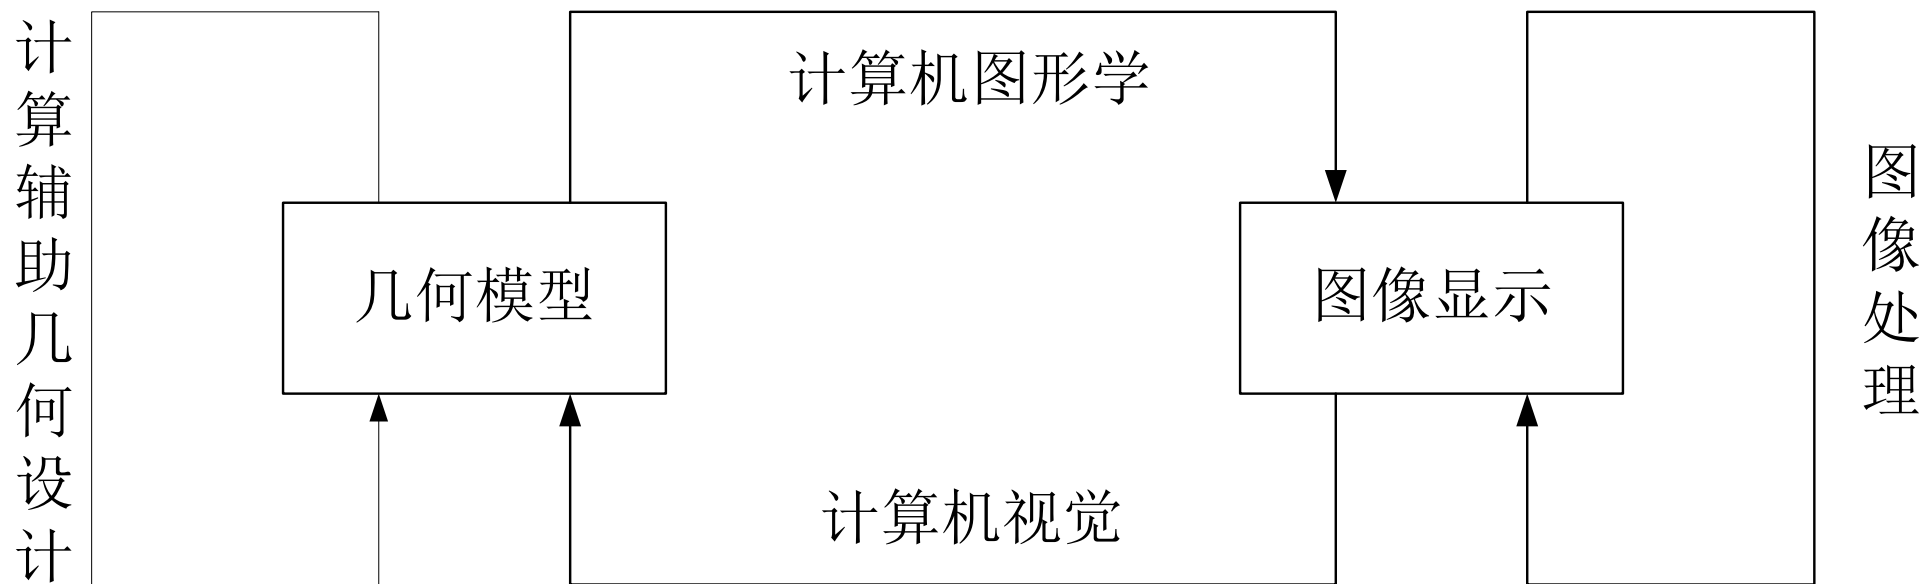 计算辅助几何设计
计算机图形学
几何模型
图像显示
计算机视觉
图像处理